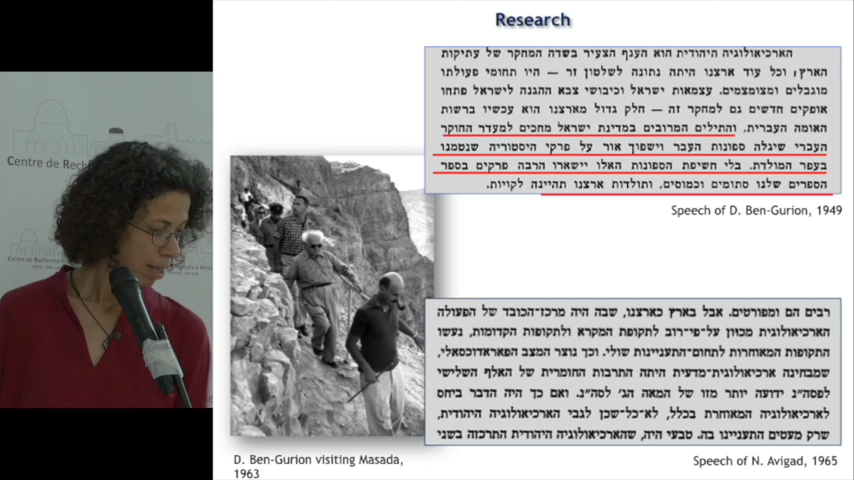 Research
הארכיאולוגיה היהודית הוא הענף הצעיר בשדה המחקר של עתיקות
הארץ; וכל עוד ארצנו היתה נתונה לשלטון זר — היו תחומי פעולתו
מוגבלים ומצומצמים. עצמאות ישראל וכיבושי צבא ההגנה לישראל פתחו
אופקים חדשים גם למחקר זה — חלק גדול מארצנו הוא עכשיו ברשות
האומה העברית, והתילים המרובים במדינת ישראל מחכים למעדר החוקר
העברי שיגלה ספונות העבר וישפוך אור על פרקי היסטוריה שנטמנו
בעפר המולדת. בלי חשיפת הספונות האלו יישארו הרבה פרקים בספר
הספרים שלנו סתומים וכמוסים, ותולדות ארצנו תהיינה לקויות.
Speech of D. Ben-Gurion, 1949
רבים הם ומפורטים. אבל בארץ כארצנו, שבה היה מרכז־הכובד של הפעולה
הארכיאולוגית מכוון על־פי־רוב לתקופת המקרא ולתקופות הקדומות, נעשו
התקופות המאוחרות לתחום־התעניינות שולי. וכך נוצר המצב הפאראדוכסאלי,
שמבחינה ארכיאולוגית־מדעית היתה התרבות החומרית של האלף השלישי
לפסה״נ ידועה יותר מזו של המאה הג׳ לסה״נ. ואם כך היה הדבר ביחס
לארכיאולוגיה המאוחרת בכלל, לא־כל־שכן לגבי הארכיאולוגיה היהודית,
שרק מעטים התעניינו בה. טבעי היה, שהארכיאולוגיה היהודית התרכזה בשני
D. Ben-Gurion visiting Masada,
1963
Speech of N. Avigad, 1965
Centre de Rech